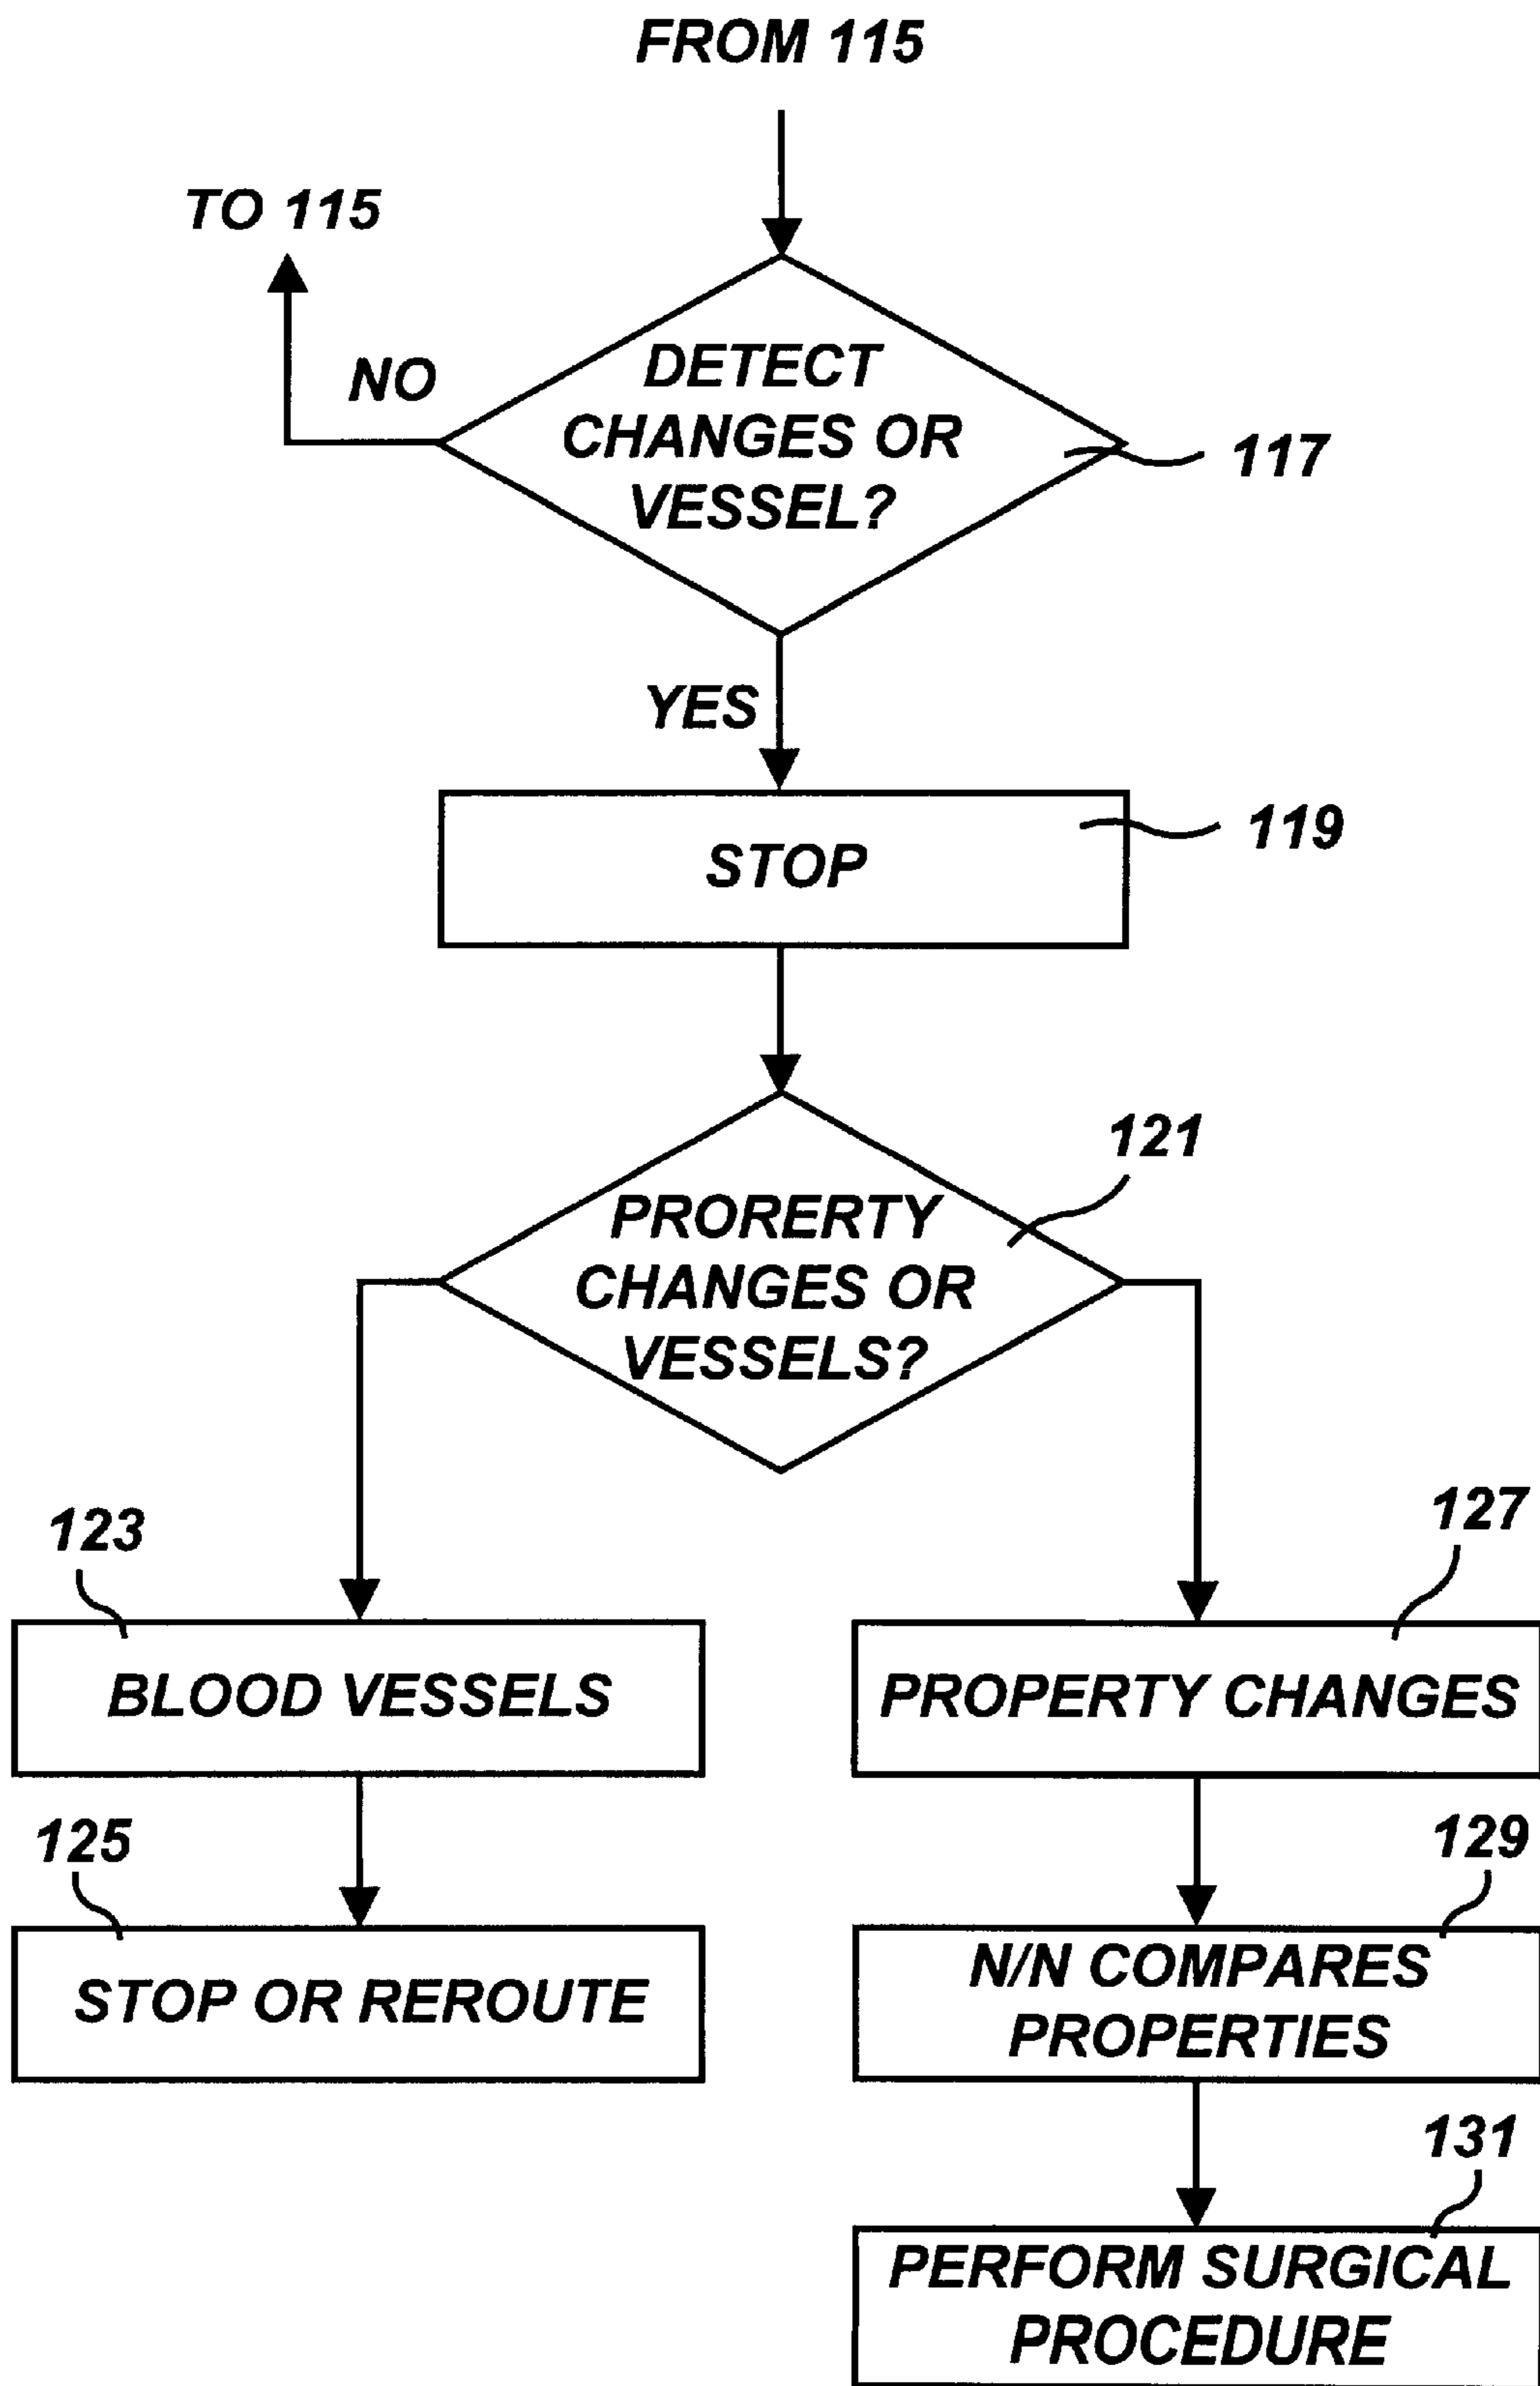 FROM 115
TO 115
NO
DETECT
CHANGES OR
VESSEL?
117
YES
STOP
119
121
PRORERTY
CHANGES OR
VESSELS?
123
127
BLOOD VESSELS
PROPERTY CHANGES
125
129
STOP OR REROUTE
N/N COMPARES
PROPERTIES
131
PERFORM SURGICAL
PROCEDURE